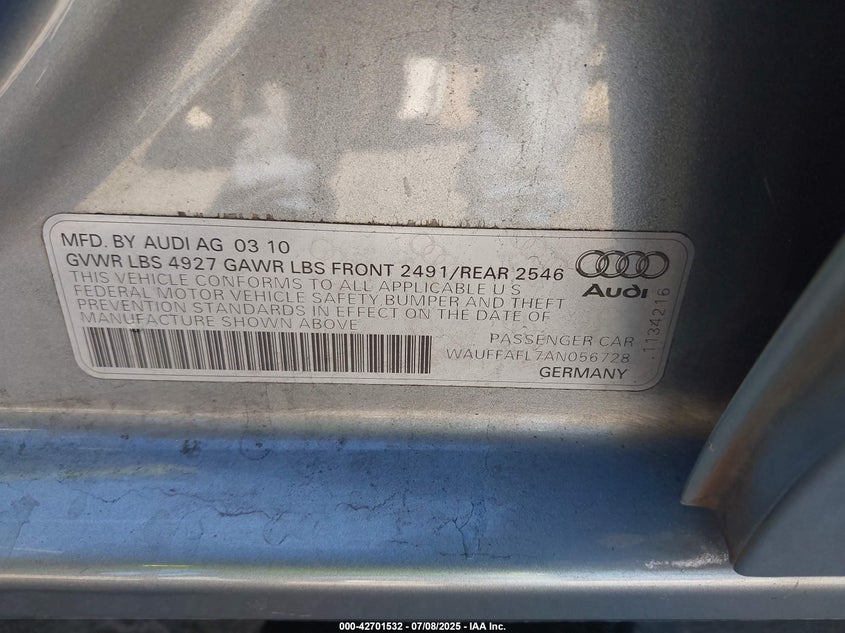 MFD. BY AUDI AG 03 10
GVWR LBS 4927 GAWR LBS FRONT 2491/REAR 2546
THIS VEHICLE CONFORMS TO ALL APPLICABLE U S
FEDERAL MOTOR VEHICLE SAFETY,BUMPER AND THEFT
PREVENTION STANDARDS IN EFFECT ON THE DATE OF
MANUFACTURE SHOWN ABOVE
PASSENGER CAR
WAUFFAFL7AN056728
GERMANY
Audi
1134216
000-42701532 - 07/08/2025 - IAA Inc.